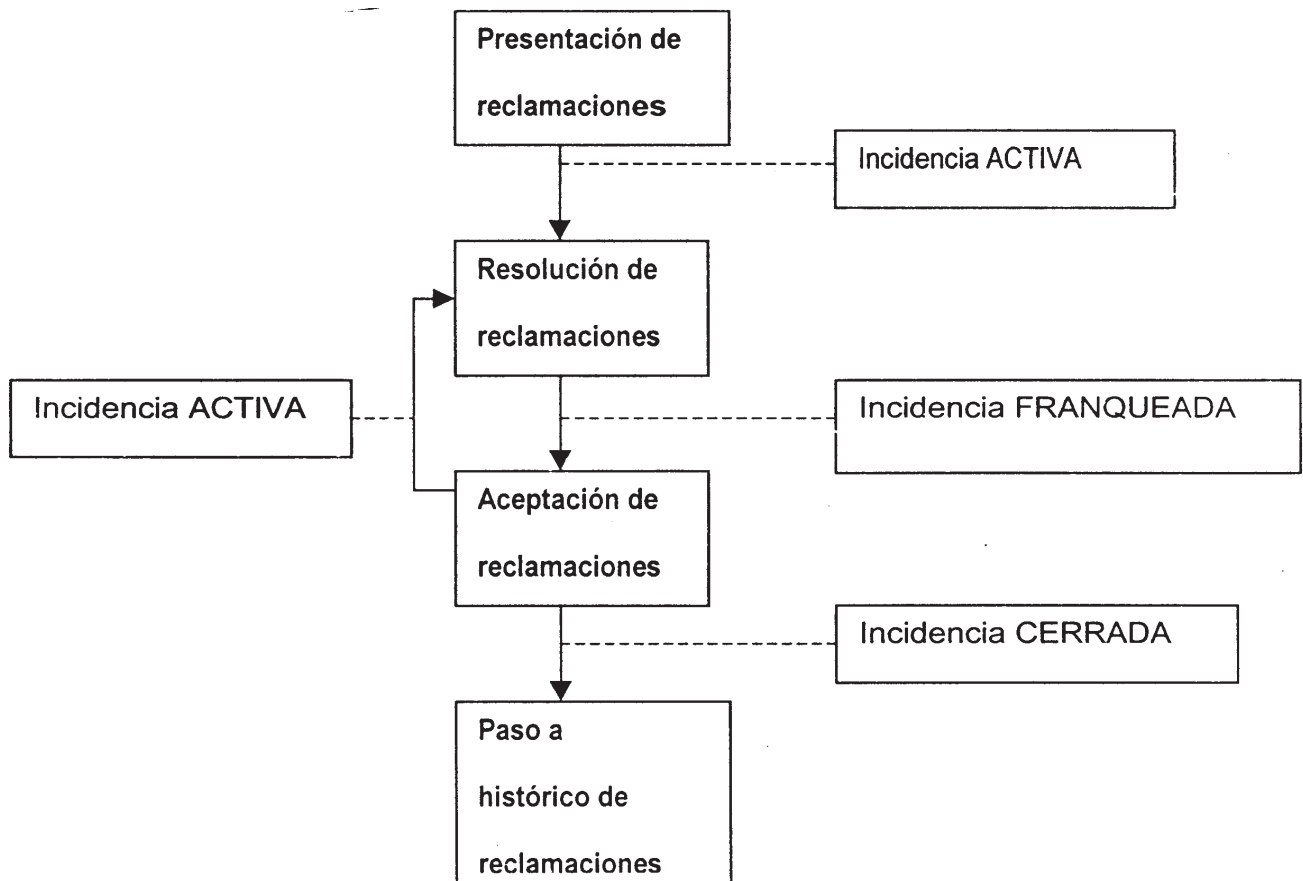 Presentación de
reclamaciones
Incidencia ACTIVA
Resolución de
reclamaciones
Incidencia ACTIVA
Incidencia FRANQUEADA
Aceptación de
reclamaciones
Incidencia CERRADA
Paso a
histórico de
reclamaciones